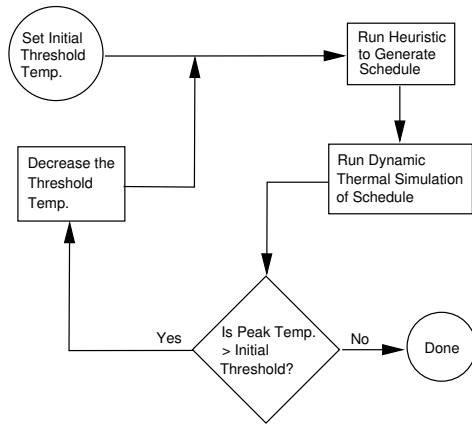 Set Initial
Threshold
Temp.
Run Heuristic
to Generate
Schedule
Decrease the
Threshold
Temp.
Run Dynamic
Thermal Simulation
of Schedule
Is Peak Temp.
> Initial
Threshold?
Yes
No
Done